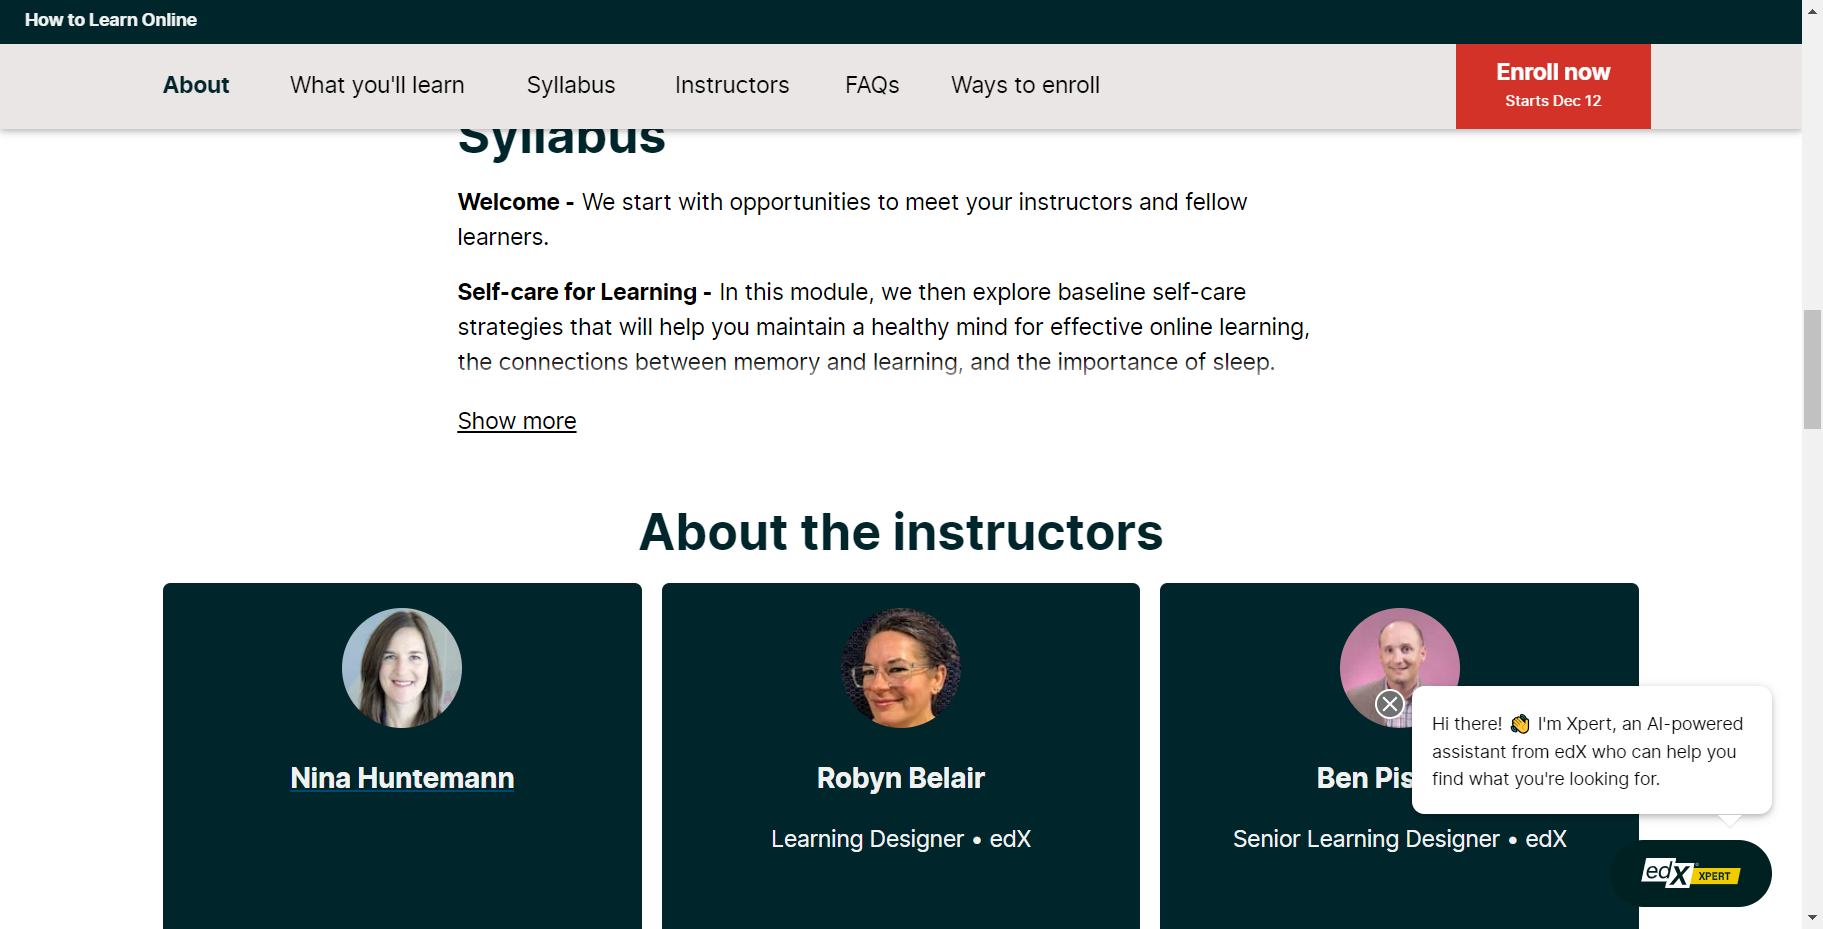 How to Learn Online
About
What you'll learn
Syllabus
Instructors
FAQs
Ways to enroll
Enroll now
Starts Dec 12
Syllabus
Welcome - We start with opportunities to meet your instructors and fellow
learners.
Self-care for Learning - In this module, we then explore baseline self-care
strategies that will help you maintain a healthy mind for effective online learning,
the connections between memory and learning, and the importance of sleep.
Show more
About the instructors
Nina Huntemann
Robyn Belair
Learning Designer • edX
Ben
Senior Learning Designer • edX
Hi there! 👏 I'm Xpert, an AI-powered
assistant from edX who can help you
find what you're looking for.
edX XPERT